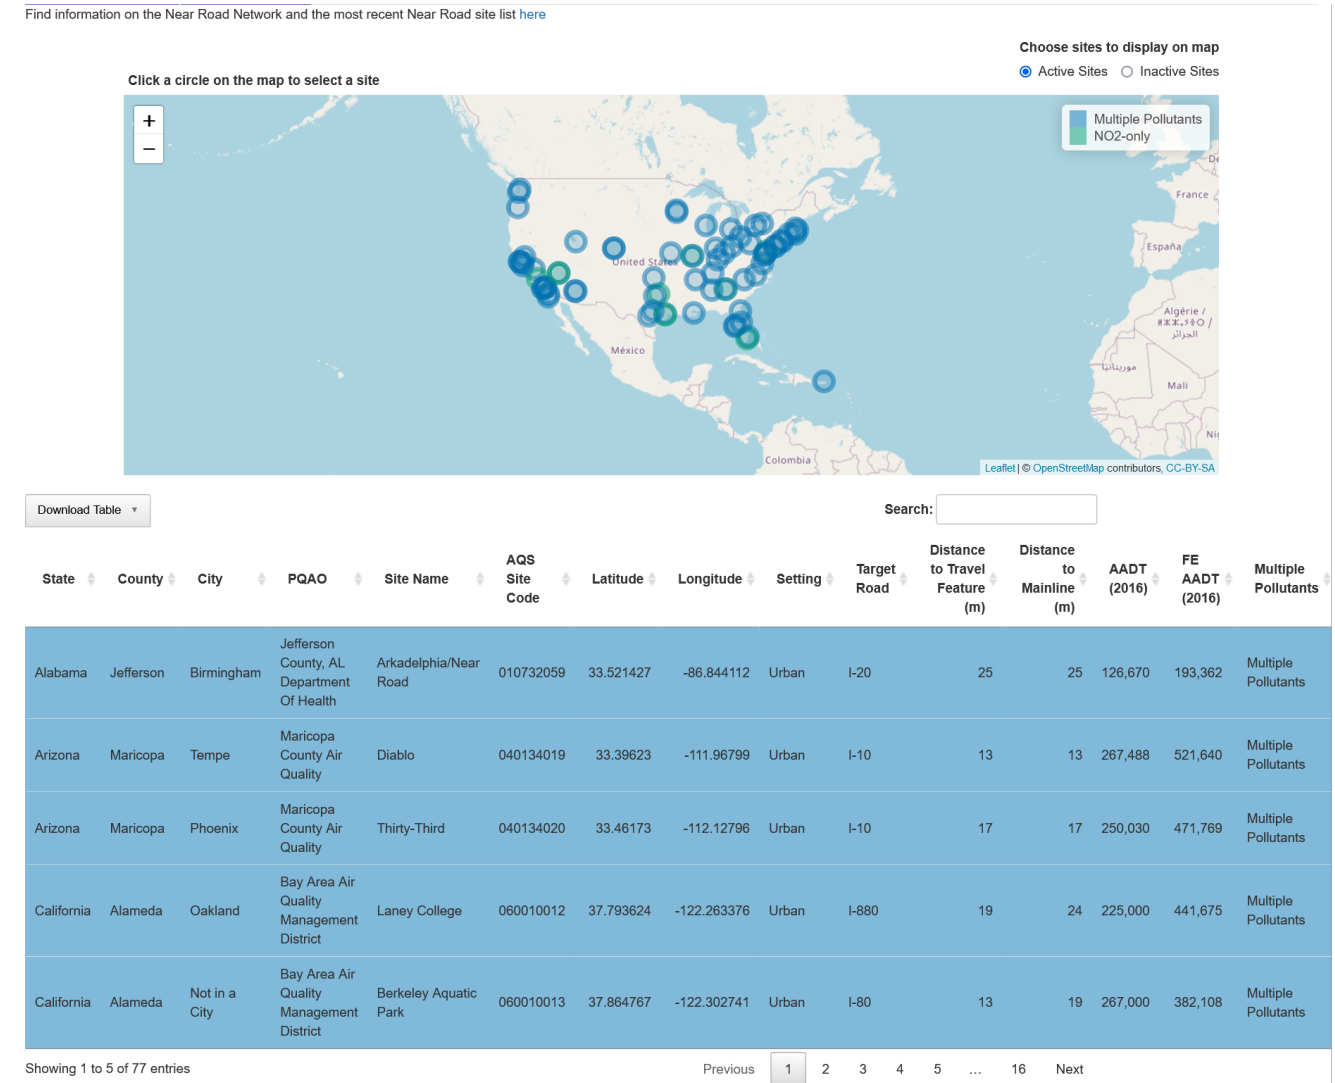 Find information on the Near Road Network and the most recent Near Road site list here
Choose sites to display on map
Click a circle on the map to select a site
Active Sites
Inactive Sites
+
−
Multiple Pollutants
NO2-only
De
France
España
United States
Algérie /
الجزائر
México
موريتانيا
Mali
Colombia
Leaflet | © OpenStreetMap contributors, CC-BY-SA
Download Table ▼
Search:
State County City PQAO Site Name AQS Site Code Latitude Longitude Setting Target Road Distance to Travel Feature (m) Distance to Mainline (m) AADT (2016) FE AADT (2016) Multiple Pollutants
Alabama Jefferson Birmingham Jefferson County, AL Department Of Health Arkadelphia/Near Road 010732059 33.521427 -86.844112 Urban I-20 25 25 126,670 193,362 Multiple Pollutants
Arizona Maricopa Tempe Maricopa County Air Quality Diablo 040134019 33.39623 -111.96799 Urban I-10 13 13 267,488 521,640 Multiple Pollutants
Arizona Maricopa Phoenix Maricopa County Air Quality Thirty-Third 040134020 33.46173 -112.12796 Urban I-10 17 17 250,030 471,769 Multiple Pollutants
California Alameda Oakland Bay Area Air Quality Management District Laney College 060010012 37.793624 -122.263376 Urban I-880 19 24 225,000 441,675 Multiple Pollutants
California Alameda Not in a City Bay Area Air Quality Management District Berkeley Aquatic Park 060010013 37.864767 -122.302741 Urban I-80 13 19 267,000 382,108 Multiple Pollutants
Showing 1 to 5 of 77 entries
Previous 1 2 3 4 5 … 16 Next